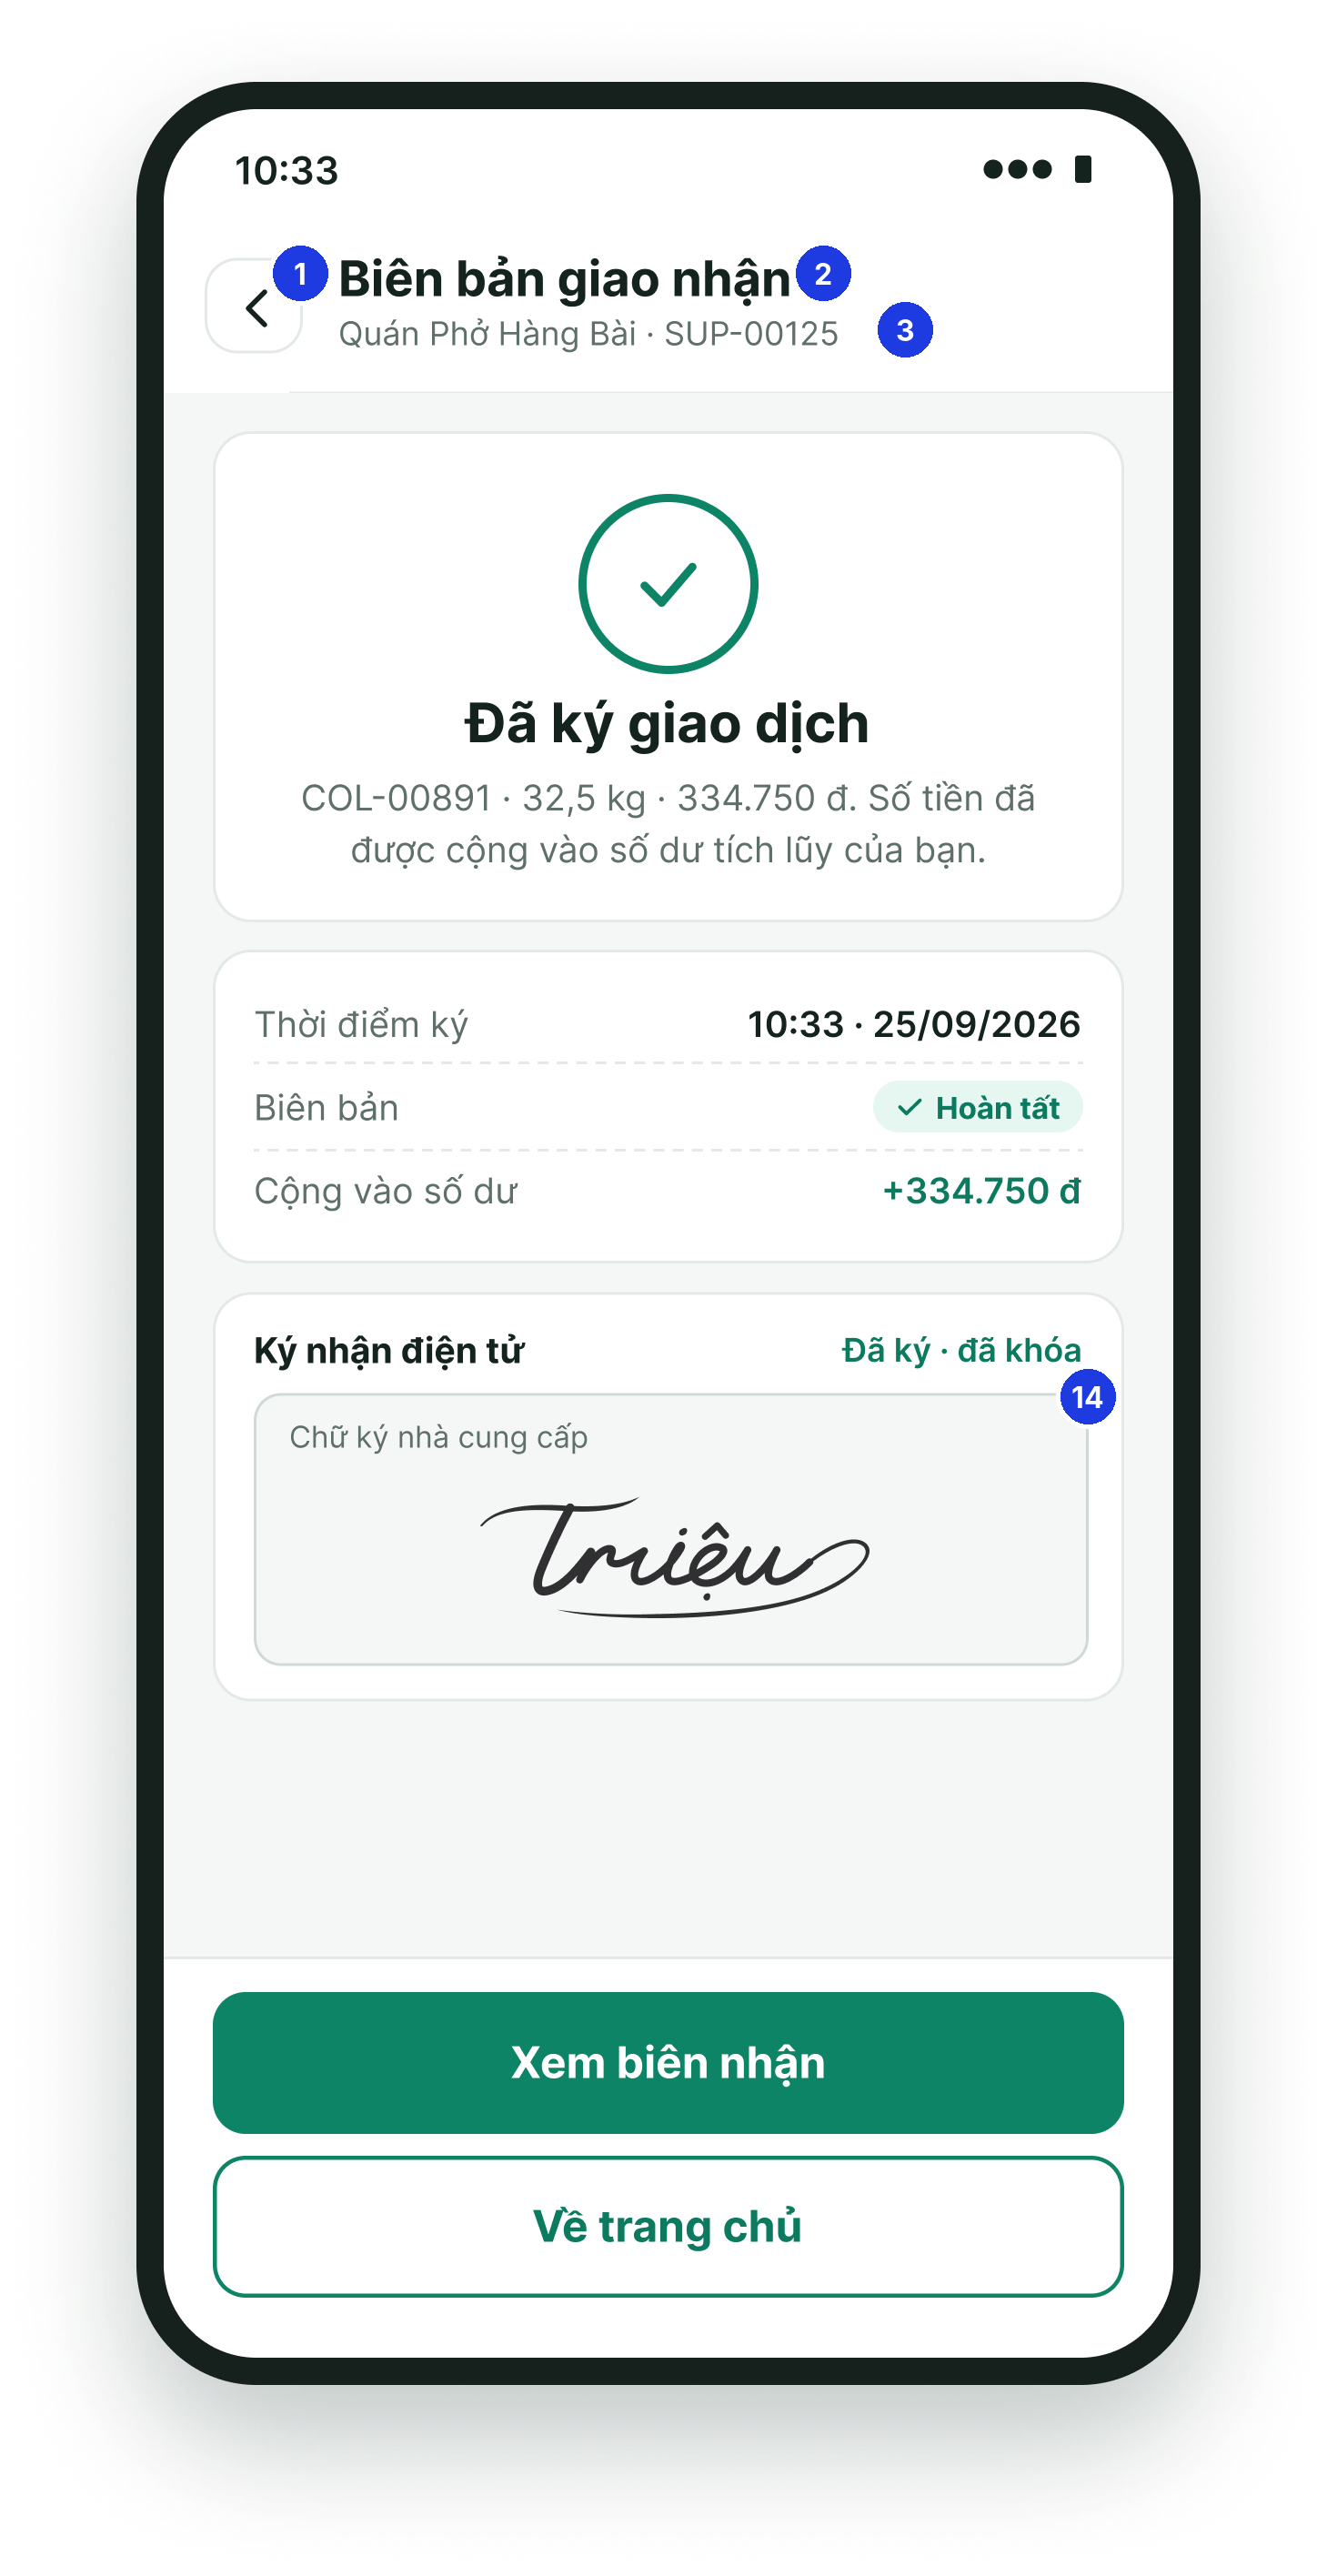 10:33
1
Biên bản giao nhận
2
Quán Phở Hàng Bài · SUP-00125
3
Đã ký giao dịch
COL-00891 · 32,5 kg · 334.750 đ. Số tiền đã
được cộng vào số dư tích lũy của bạn.
Thời điểm ký
10:33 · 25/09/2026
Biên bản
Hoàn tất
Cộng vào số dư
+334.750 đ
Ký nhận điện tử
Đã ký · đã khóa
14
Chữ ký nhà cung cấp
Triệu
Xem biên nhận
Về trang chủ